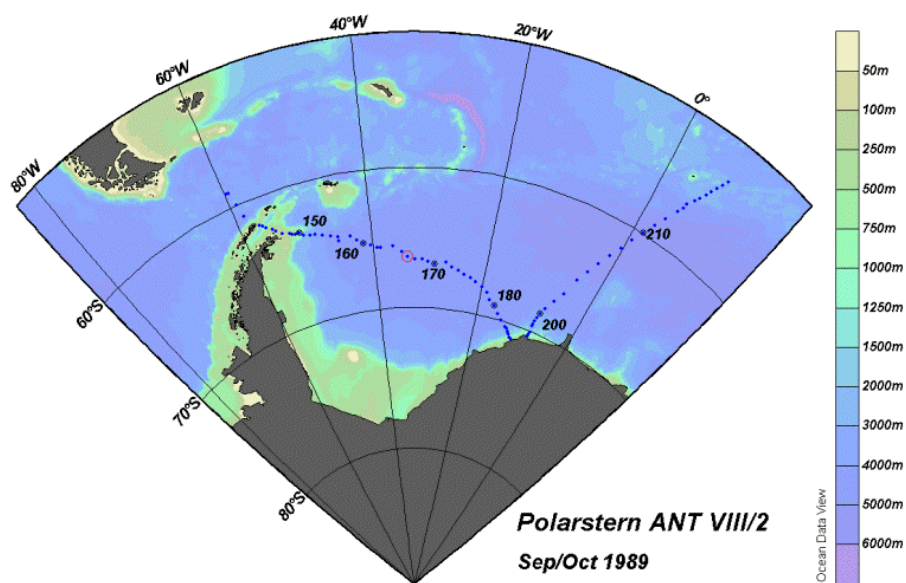 40°W
20°W
60°W
0°
80°W
50m
100m
250m
500m
750m
1000m
1250m
1500m
2000m
3000m
4000m
5000m
6000m
150
160
170
180
200
210
60°S
70°S
80°S
Polarstern ANT VIII/2
Sep/Oct 1989
Ocean Data View